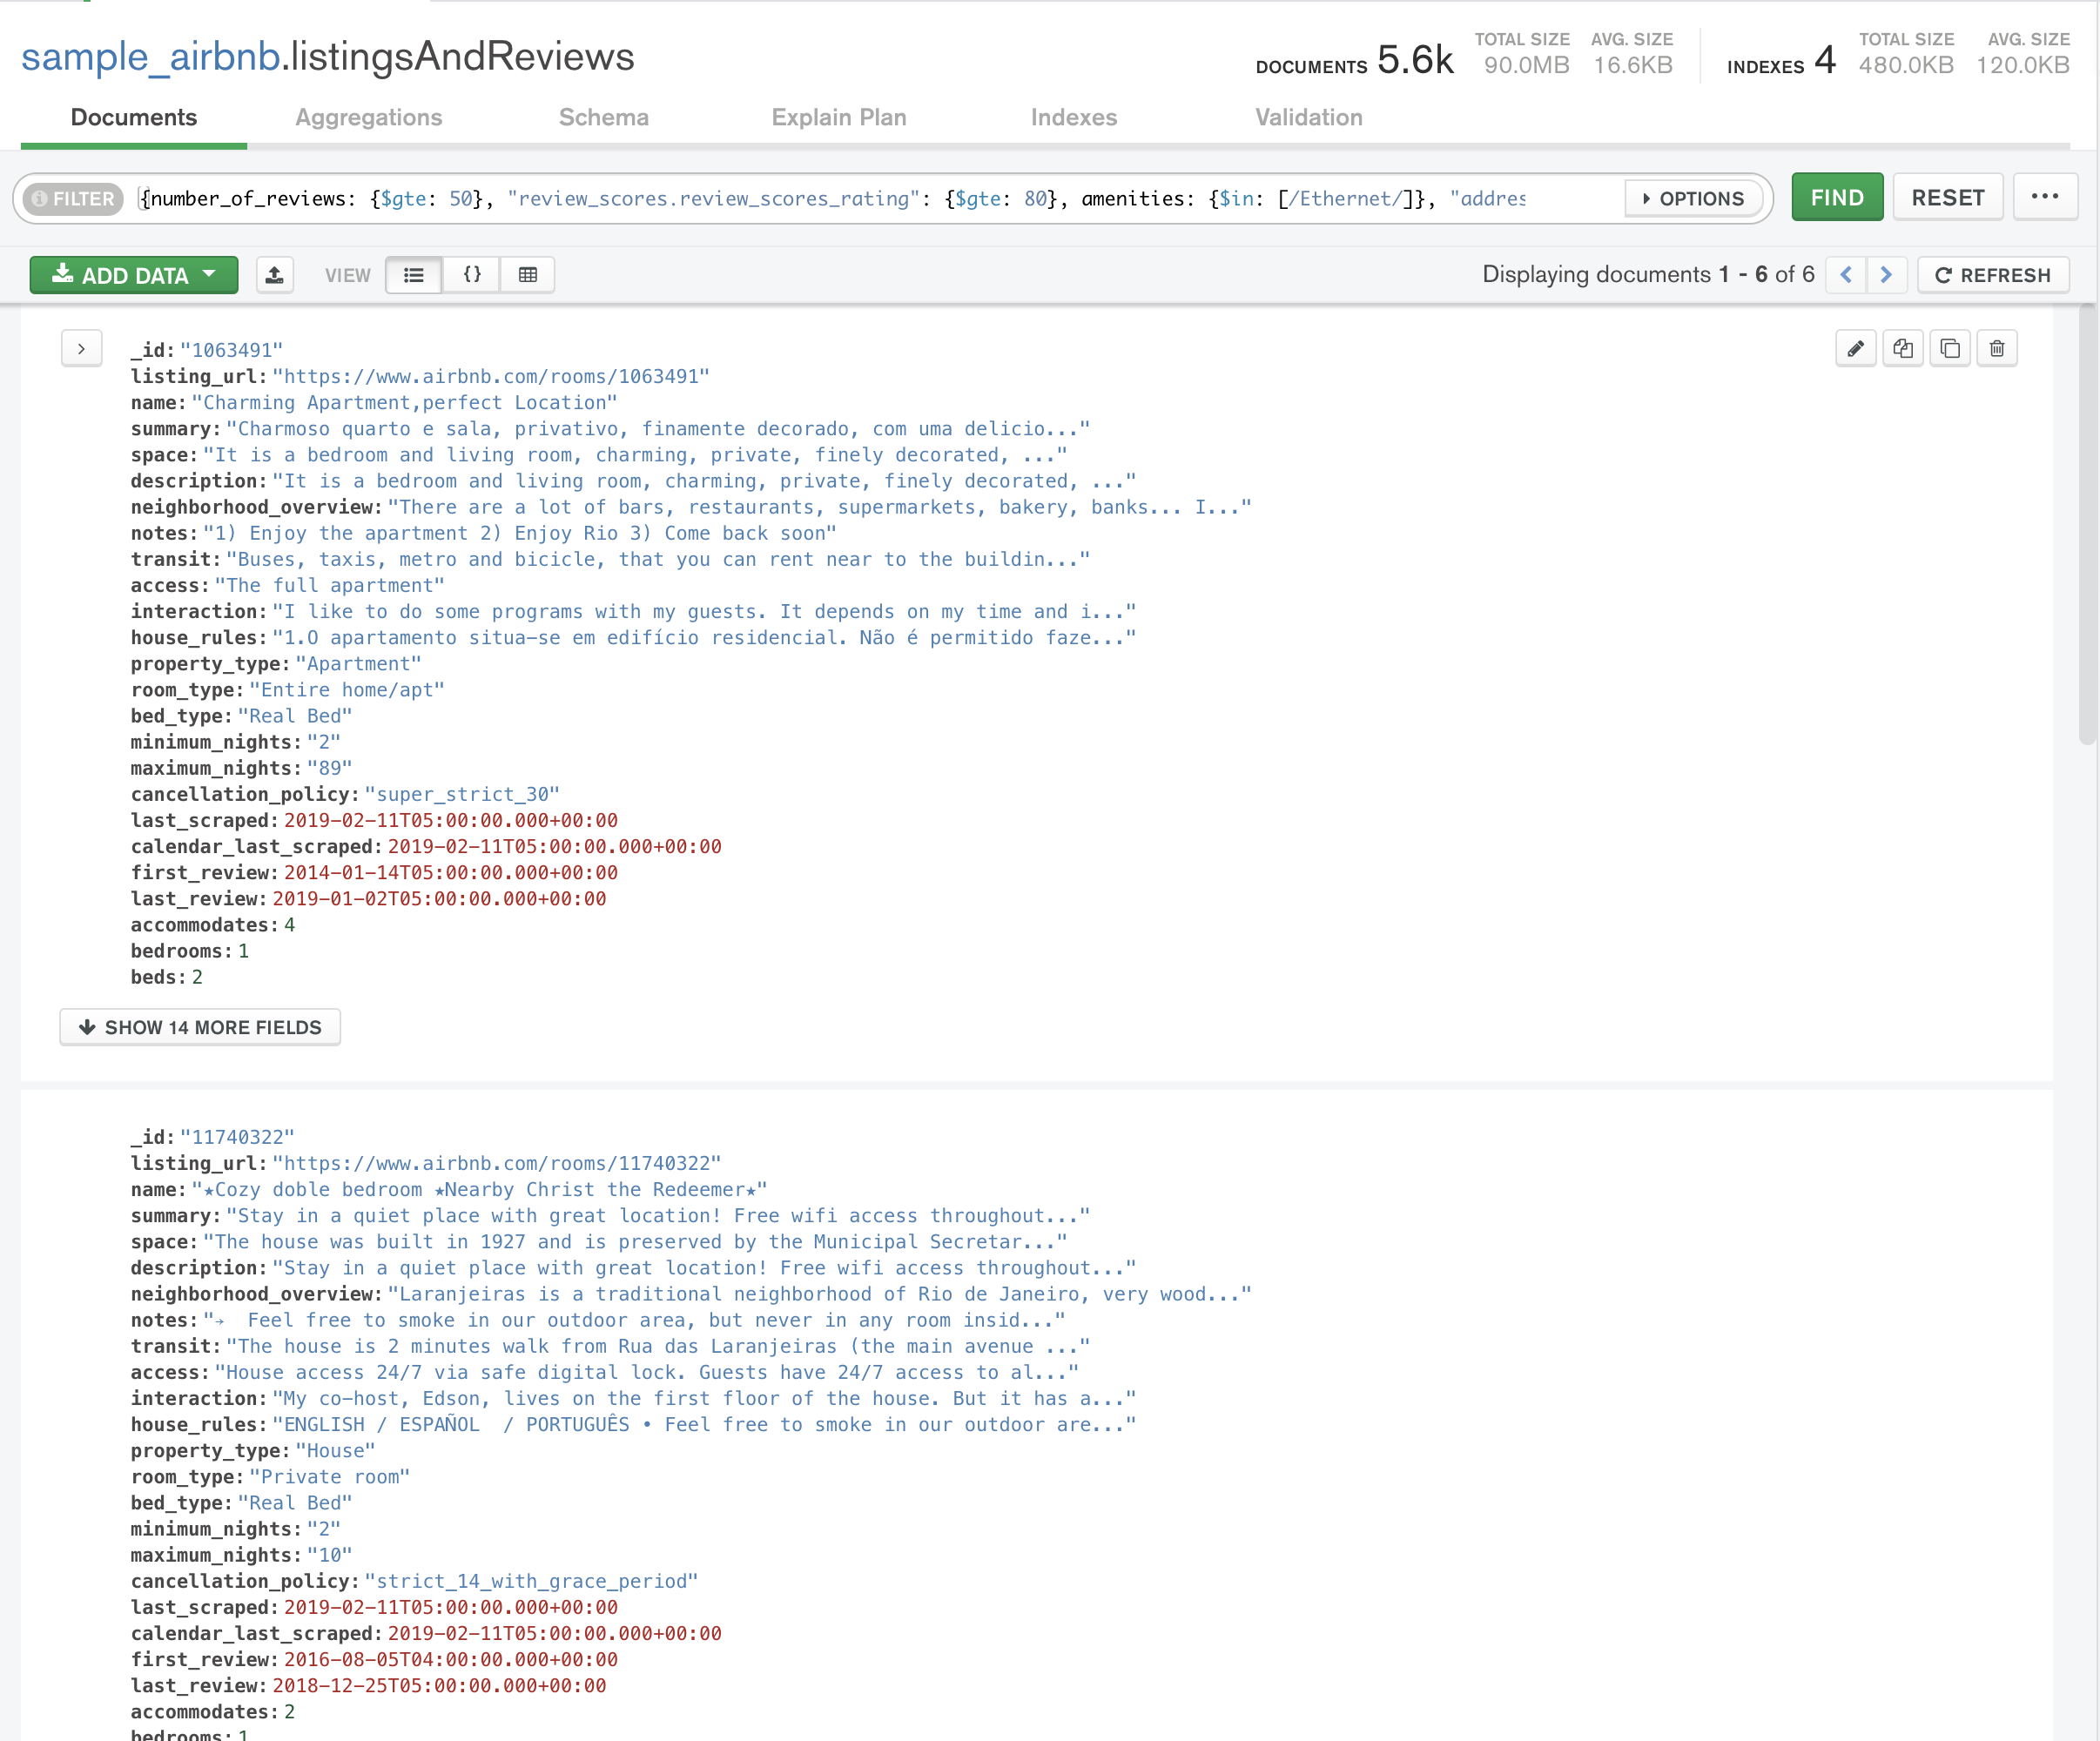 sample_airbnb.listingsAndReviews
DOCUMENTS 5.6k TOTAL SIZE 90.0MB AVG. SIZE 16.6KB INDEXES 4 TOTAL SIZE 480.0KB AVG. SIZE 120.0KB
Documents Aggregations Schema Explain Plan Indexes Validation
FILTER {number_of_reviews: {$gte: 50}, "review_scores.review_scores_rating": {$gte: 80}, amenities: {$in: [/Ethernet/]}, "addres OPTIONS FIND RESET ...
ADD DATA VIEW {} Displaying documents 1 - 6 of 6 REFRESH
_id: "1063491"
listing_url: "https://www.airbnb.com/rooms/1063491"
name: "Charming Apartment,perfect Location"
summary: "Charmoso quarto e sala, privativo, finamente decorado, com uma delicio..."
space: "It is a bedroom and living room, charming, private, finely decorated, ..."
description: "It is a bedroom and living room, charming, private, finely decorated, ..."
neighborhood_overview: "There are a lot of bars, restaurants, supermarkets, bakery, banks... I..."
notes: "1) Enjoy the apartment 2) Enjoy Rio 3) Come back soon"
transit: "Buses, taxis, metro and bicicle, that you can rent near to the buildin..."
access: "The full apartment"
interaction: "I like to do some programs with my guests. It depends on my time and i..."
house_rules: "1.O apartamento situa-se em edifício residencial. Não é permitido faze..."
property_type: "Apartment"
room_type: "Entire home/apt"
bed_type: "Real Bed"
minimum_nights: "2"
maximum_nights: "89"
cancellation_policy: "super_strict_30"
last_scraped: 2019-02-11T05:00:00.000+00:00
calendar_last_scraped: 2019-02-11T05:00:00.000+00:00
first_review: 2014-01-14T05:00:00.000+00:00
last_review: 2019-01-02T05:00:00.000+00:00
accommodates: 4
bedrooms: 1
beds: 2
SHOW 14 MORE FIELDS
_id: "11740322"
listing_url: "https://www.airbnb.com/rooms/11740322"
name: "★Cozy doble bedroom ★Nearby Christ the Redeemer★"
summary: "Stay in a quiet place with great location! Free wifi access throughout..."
space: "The house was built in 1927 and is preserved by the Municipal Secretar..."
description: "Stay in a quiet place with great location! Free wifi access throughout..."
neighborhood_overview: "Laranjeiras is a traditional neighborhood of Rio de Janeiro, very wood..."
notes: "→  Feel free to smoke in our outdoor area, but never in any room insid..."
transit: "The house is 2 minutes walk from Rua das Laranjeiras (the main avenue ..."
access: "House access 24/7 via safe digital lock. Guests have 24/7 access to al..."
interaction: "My co-host, Edson, lives on the first floor of the house. But it has a..."
house_rules: "ENGLISH / ESPAÑOL  / PORTUGUÊS • Feel free to smoke in our outdoor are..."
property_type: "House"
room_type: "Private room"
bed_type: "Real Bed"
minimum_nights: "2"
maximum_nights: "10"
cancellation_policy: "strict_14_with_grace_period"
last_scraped: 2019-02-11T05:00:00.000+00:00
calendar_last_scraped: 2019-02-11T05:00:00.000+00:00
first_review: 2016-08-05T04:00:00.000+00:00
last_review: 2018-12-25T05:00:00.000+00:00
accommodates: 2
bedrooms: 1